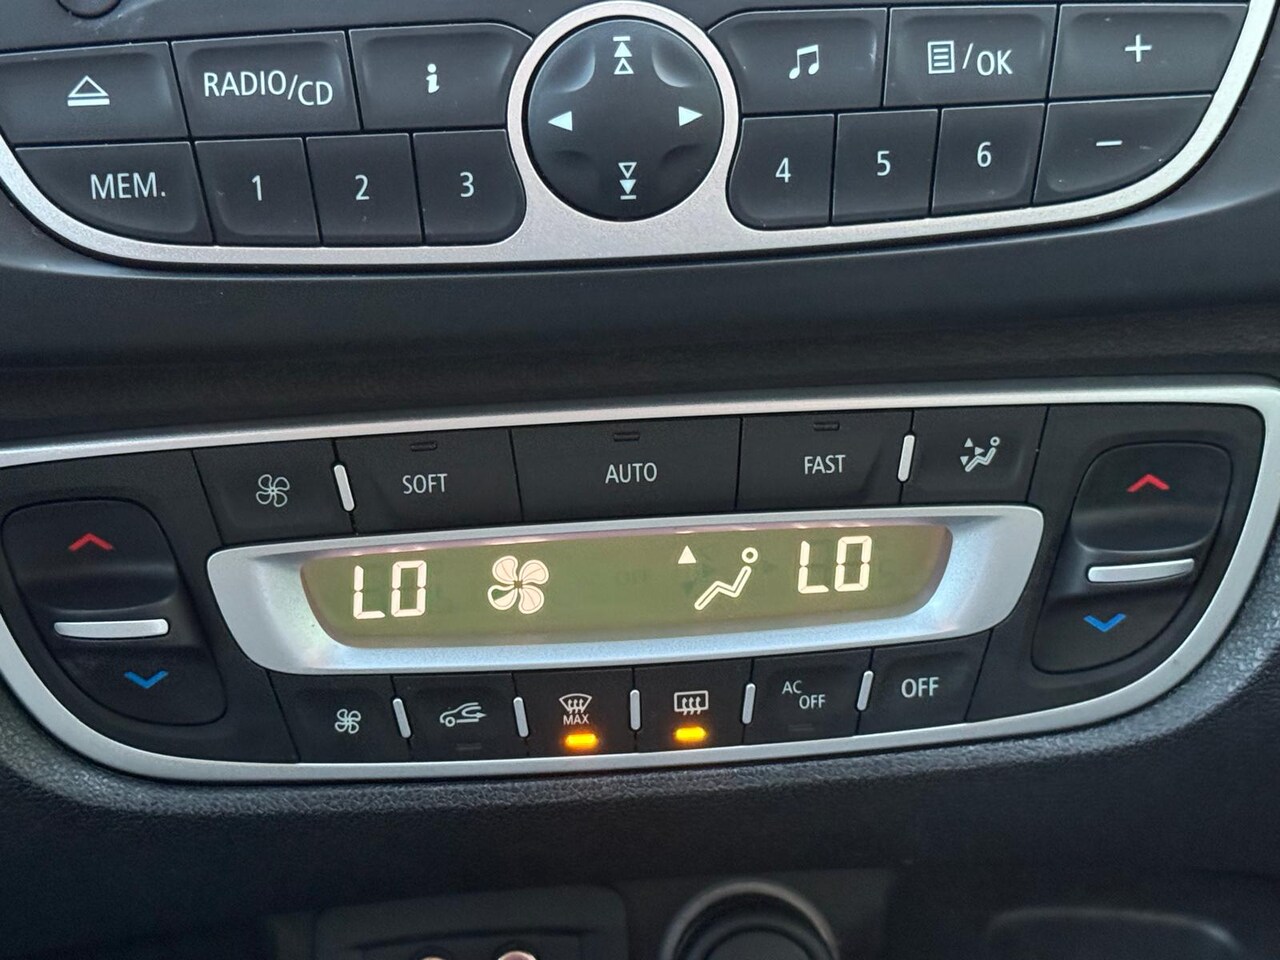 RADIO/CD
i
/OK
+
MEM.
1
2
3
4
5
6
−
SOFT
AUTO
FAST
LO
LO
MAX
AC
OFF
OFF